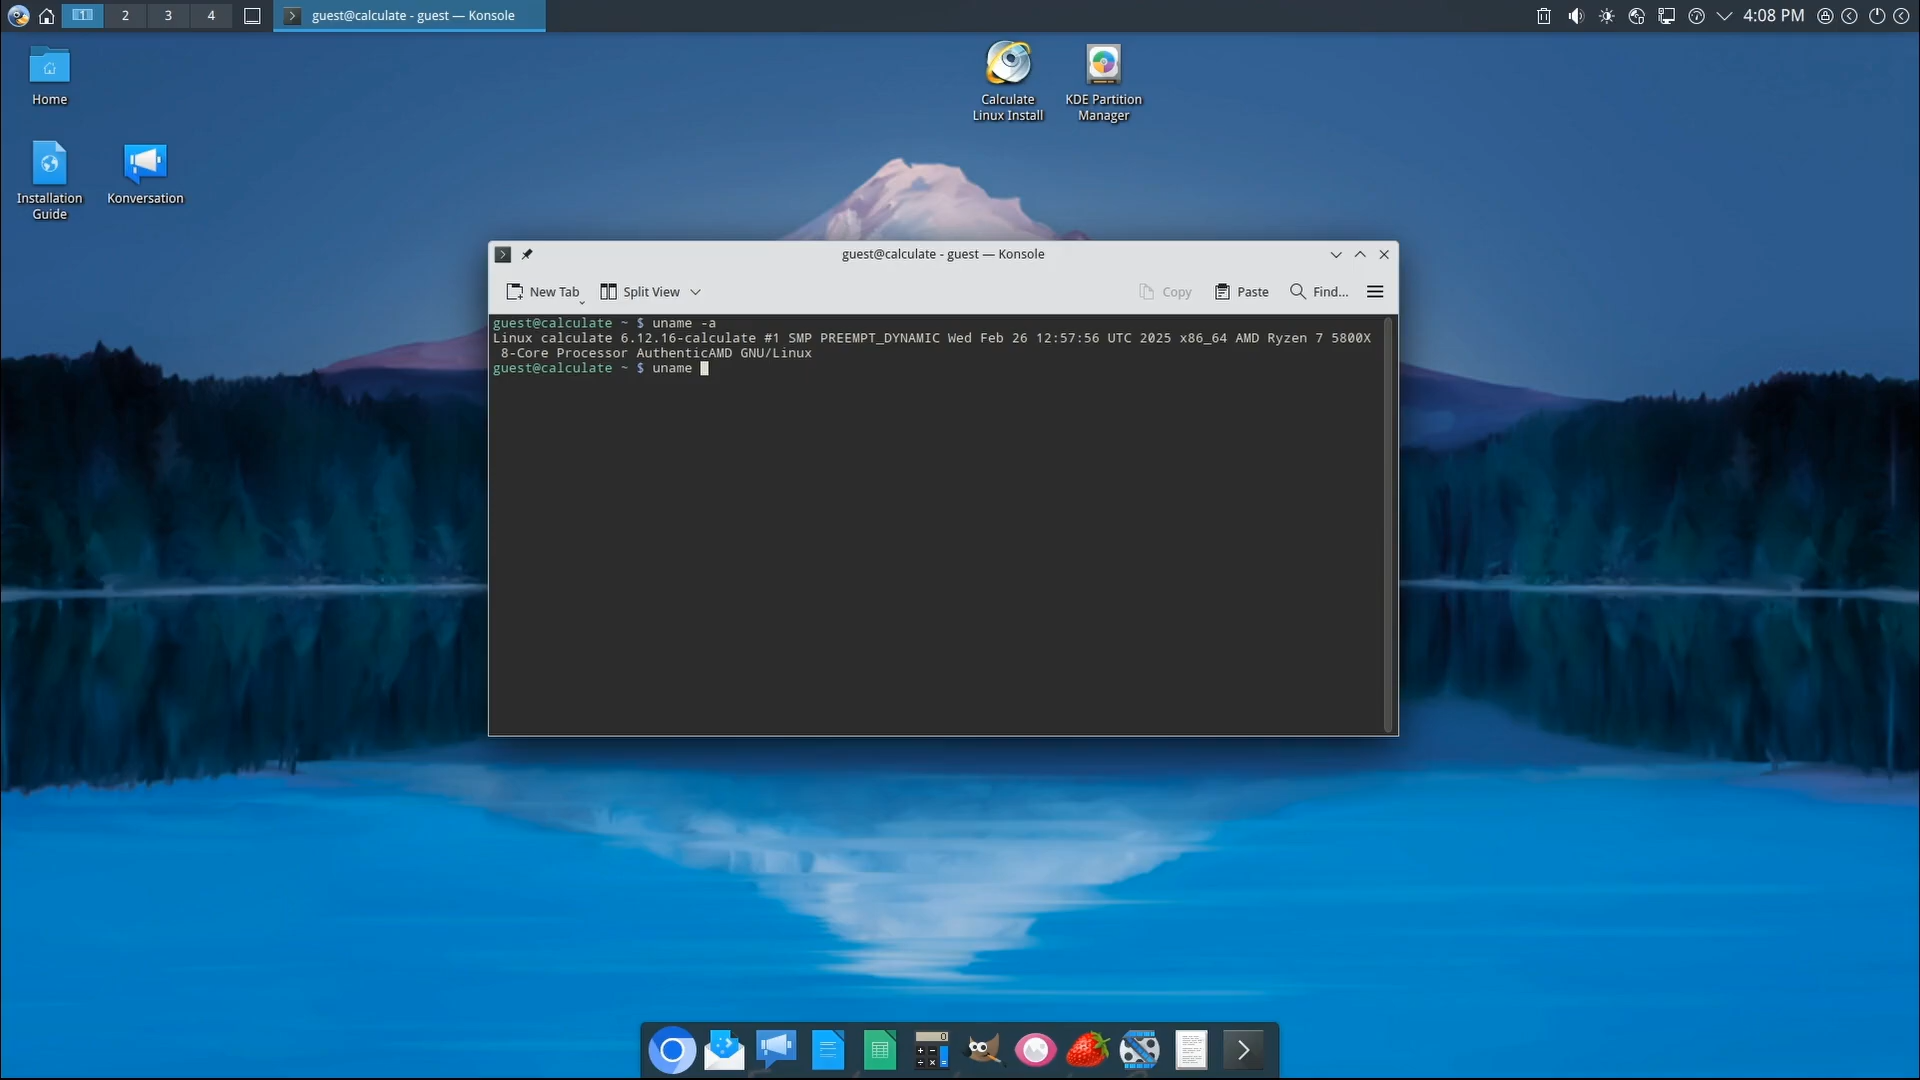 1 2 3 4 guest@calculate - guest — Konsole 4:08 PM
Home
Calculate
Linux Install
KDE Partition
Manager
Installation
Guide
Konversation
guest@calculate - guest — Konsole
New Tab Split View Copy Paste Find...
guest@calculate ~ $ uname -a
Linux calculate 6.12.16-calculate #1 SMP PREEMPT_DYNAMIC Wed Feb 26 12:57:56 UTC 2025 x86_64 AMD Ryzen 7 5800X
8-Core Processor AuthenticAMD GNU/Linux
guest@calculate ~ $ uname
0